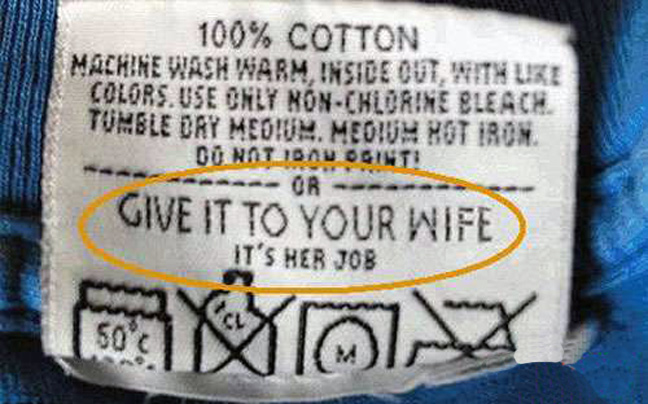 100% COTTON
MACHINE WASH WARM, INSIDE OUT, WITH LIKE
COLORS. USE ONLY NON-CHLORINE BLEACH.
TUMBLE DRY MEDIUM. MEDIUM HOT IRON.
DO NOT IRON PRINT!
OR
GIVE IT TO YOUR WIFE
IT'S HER JOB
50°c CL M